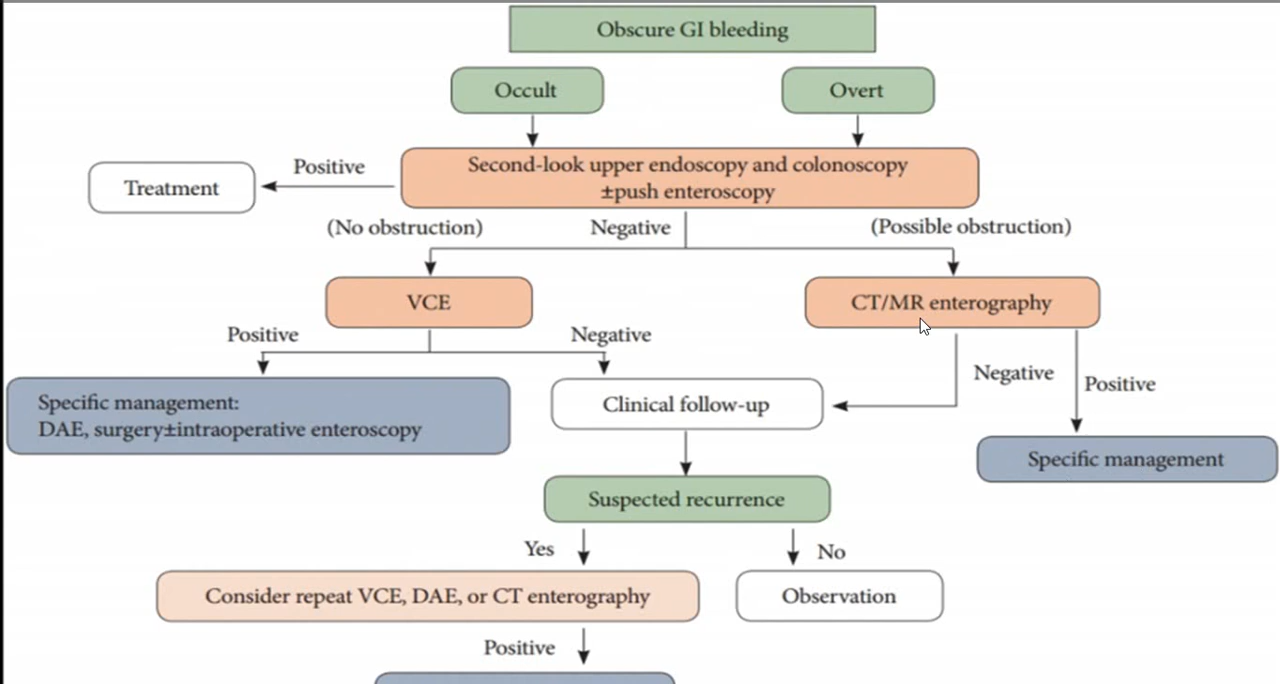 Obscure GI bleeding
Occult
Overt
Second-look upper endoscopy and colonoscopy
±push enteroscopy
Positive
Treatment
(No obstruction)
Negative
(Possible obstruction)
VCE
CT/MR enterography
Positive
Negative
Negative
Positive
Specific management:
DAE, surgery±intraoperative enteroscopy
Clinical follow-up
Specific management
Suspected recurrence
Yes
No
Consider repeat VCE, DAE, or CT enterography
Observation
Positive